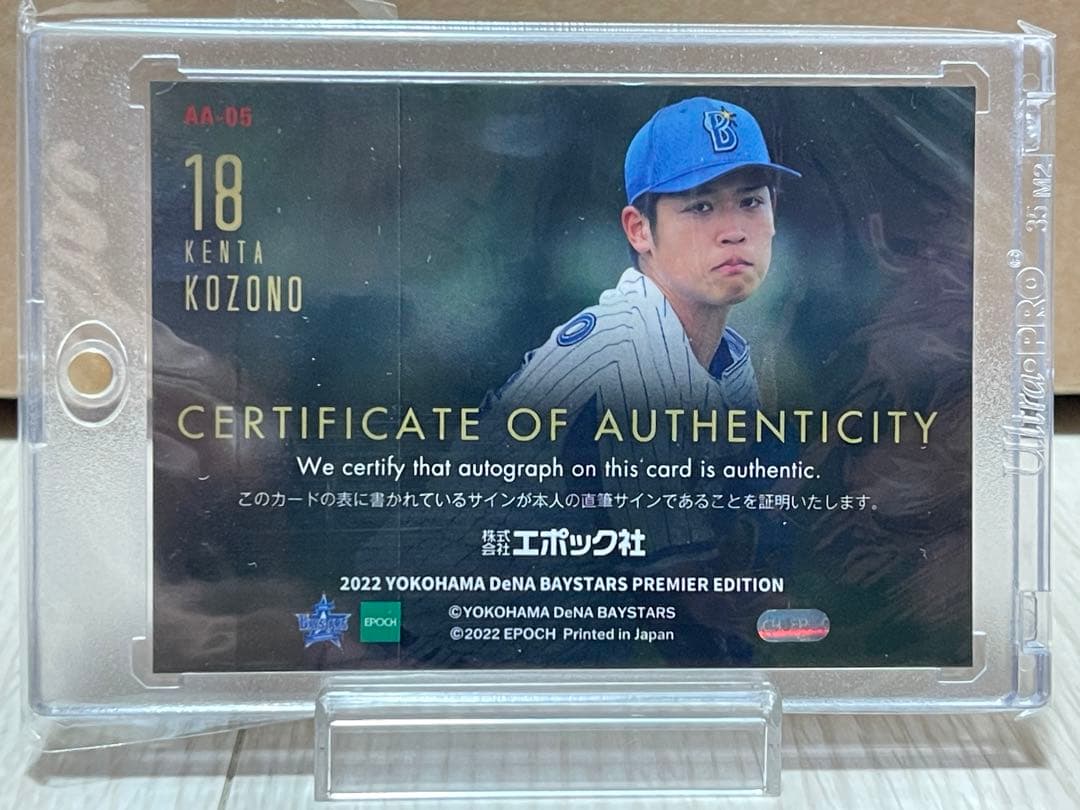 AA-05
18
KENTA
KOZONO
CERTIFICATE OF AUTHENTICITY
We certify that autograph on this card is authentic.
このカードの表に書かれているサインが本人の直筆サインであることを証明いたします。
株式会社エポック社
2022 YOKOHAMA DeNA BAYSTARS PREMIER EDITION
EPOCH
©YOKOHAMA DeNA BAYSTARS
©2022 EPOCH Printed in Japan
B
Ultra•PRO® 35 M2